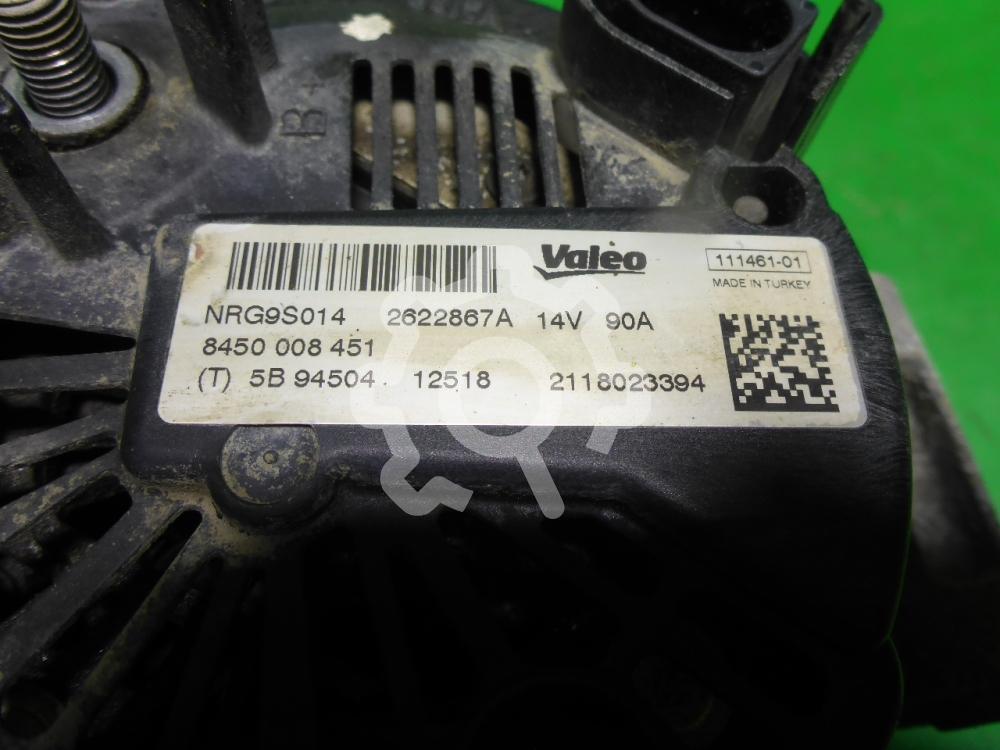 B+
Valeo
111461-01
MADE IN TURKEY
NRG9S014 2622867A 14V 90A
8450 008 451
(T) 5B 94504 12518 2118023394